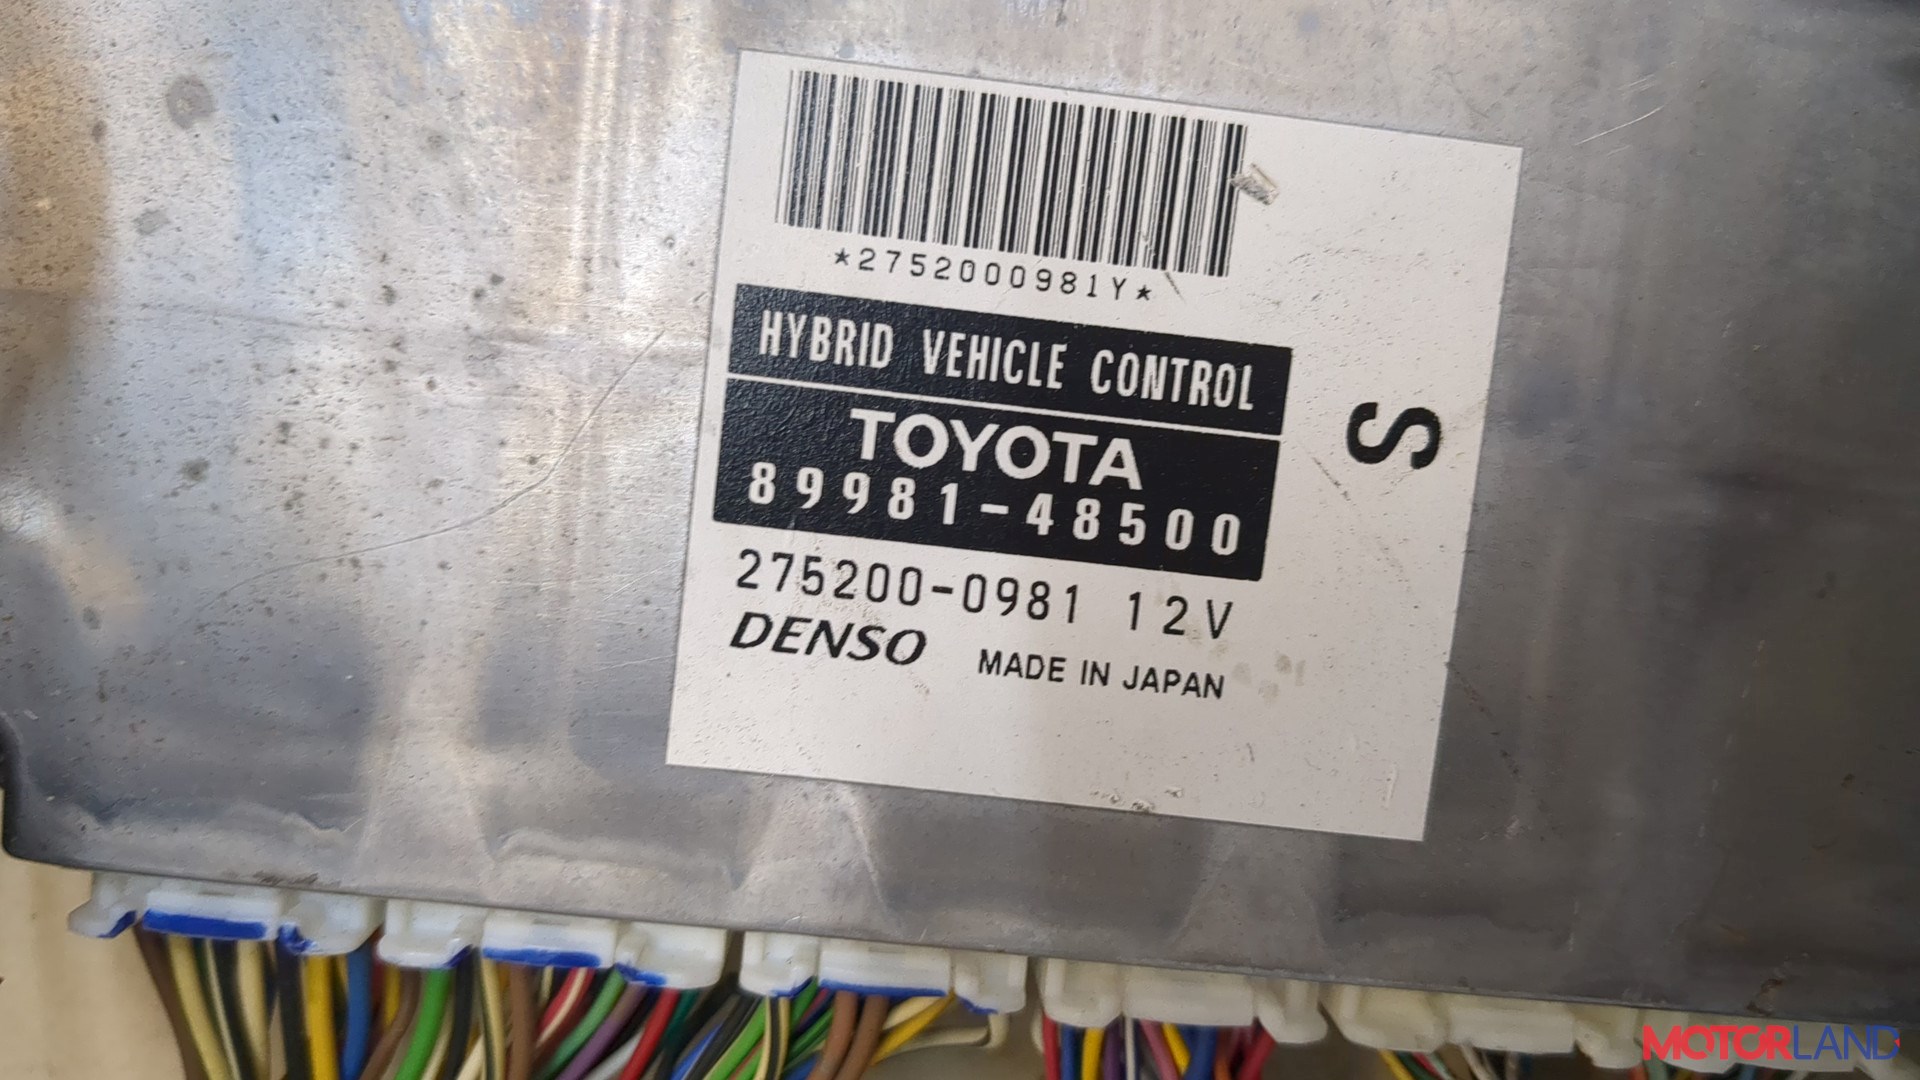 *2752000981Y*
HYBRID VEHICLE CONTROL
TOYOTA
89981-48500
S
275200-0981 12V
DENSO MADE IN JAPAN
MOTORLAND